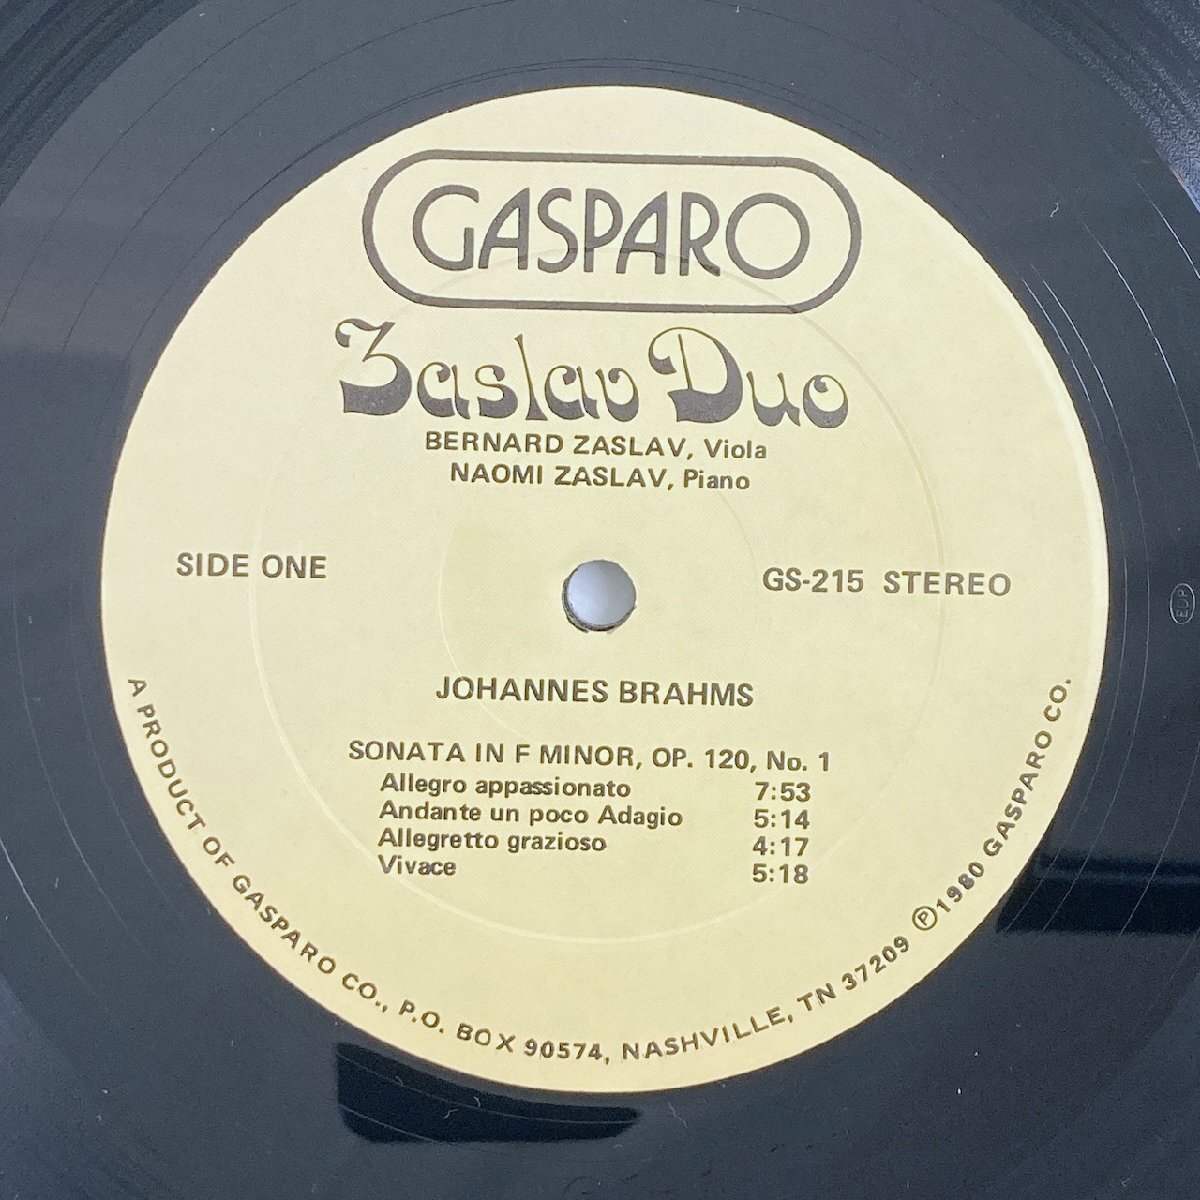 GASPARO
Zaslav Duo
BERNARD ZASLAV, Viola
NAOMI ZASLAV, Piano
SIDE ONE
GS-215 STEREO
JOHANNES BRAHMS
SONATA IN F MINOR, OP. 120, No. 1
Allegro appassionato 7:53
Andante un poco Adagio 5:14
Allegretto grazioso 4:17
Vivace 5:18
A PRODUCT OF GASPARO CO., P.O. BOX 90574, NASHVILLE, TN 37209 Ⓟ1980 GASPARO CO.